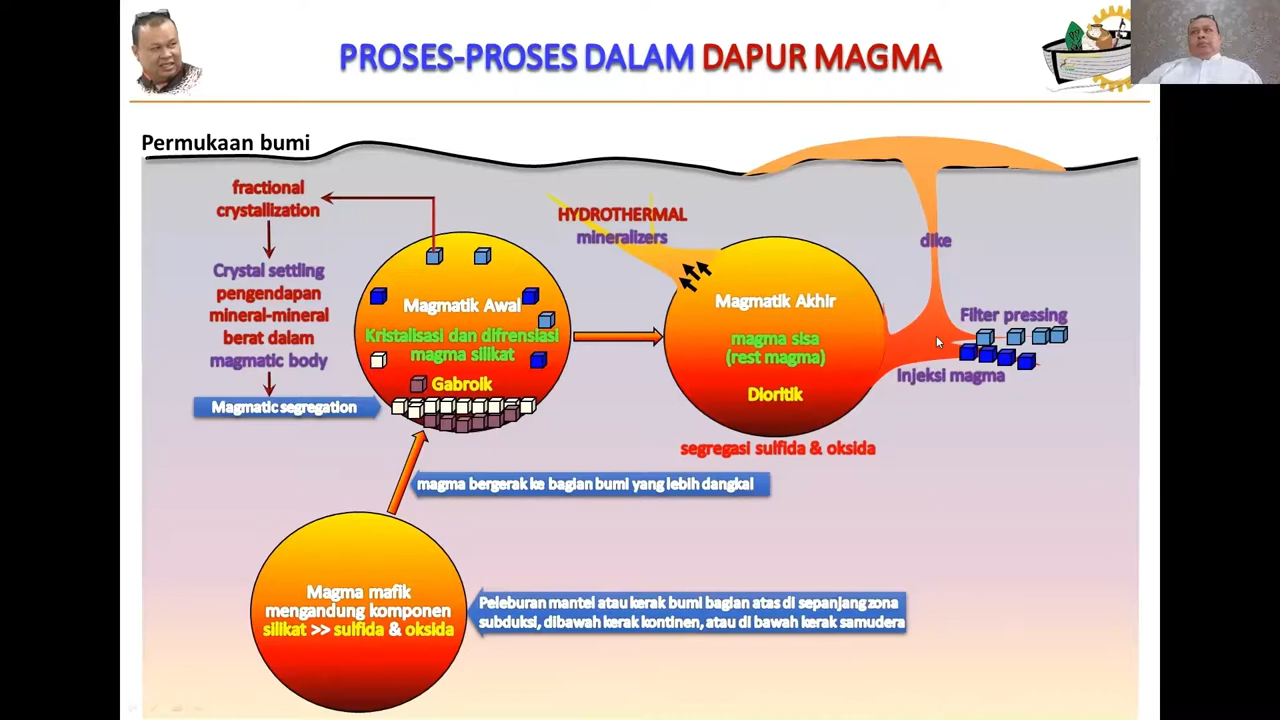 PROSES-PROSES DALAM DAPUR MAGMA
Permukaan bumi
fractional
crystallization
Crystal settling
pengendapan
mineral-mineral
berat dalam
magmatic body
Magmatic segregation
Magmatik Awal
Kristalisasi dan difrensiasi
magma silikat
Gabroik
HYDROTHERMAL
mineralizers
Magmatik Akhir
magma sisa
(rest magma)
Dioritik
segregasi sulfida & oksida
dike
Filter pressing
Injeksi magma
magma bergerak ke bagian bumi yang lebih dangkal
Magma mafik
mengandung komponen
silikat >> sulfida & oksida
Peleburan mantel atau kerak bumi bagian atas di sepanjang zona
subduksi, dibawah kerak kontinen, atau di bawah kerak samudera